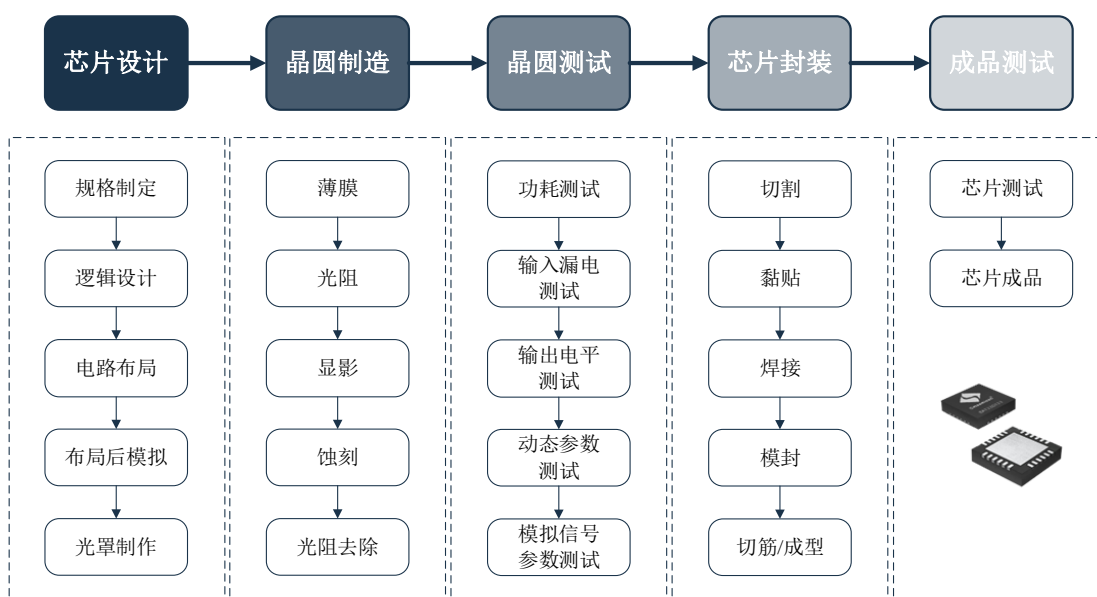 芯片设计
晶圆制造
晶圆测试
芯片封装
成品测试
规格制定
逻辑设计
电路布局
布局后模拟
光罩制作
薄膜
光阻
显影
蚀刻
光阻去除
功耗测试
输入漏电
测试
输出电平
测试
动态参数
测试
模拟信号
参数测试
切割
黏贴
焊接
模封
切筋/成型
芯片测试
芯片成品